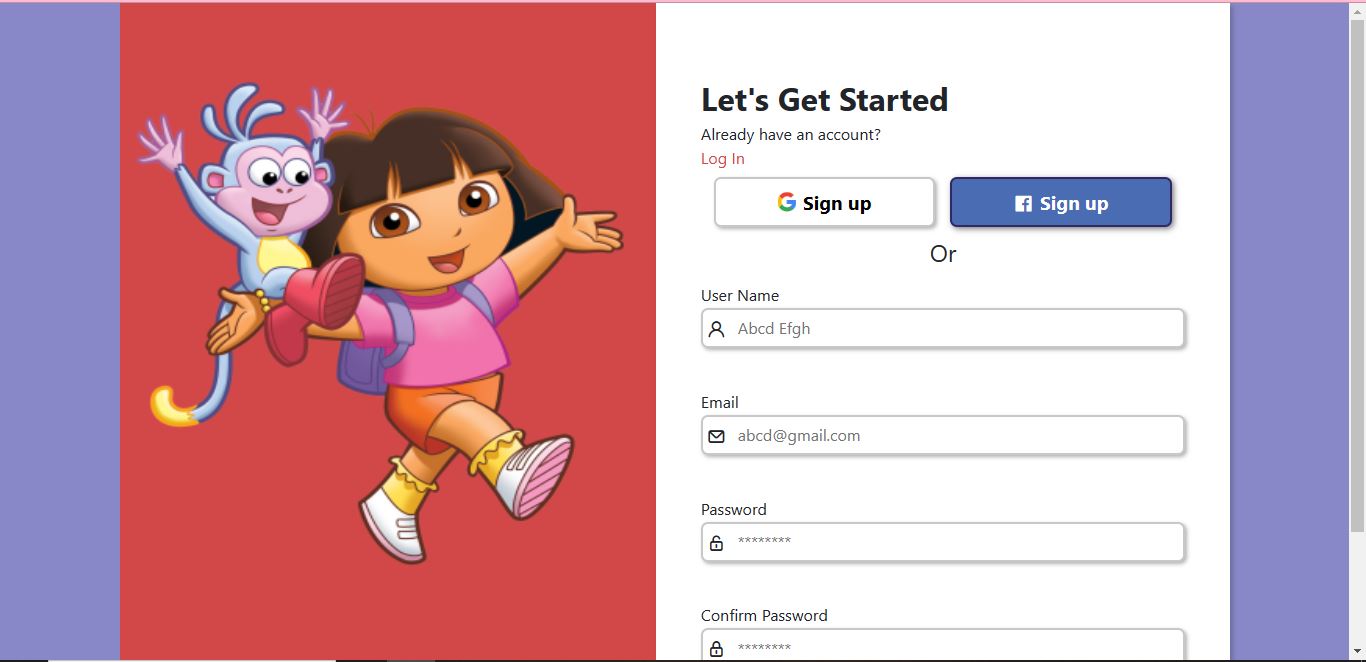 Let's Get Started
Already have an account?
Log In
Sign up
Sign up
Or
User Name
Abcd Efgh
Email
abcd@gmail.com
Password
********
Confirm Password
********